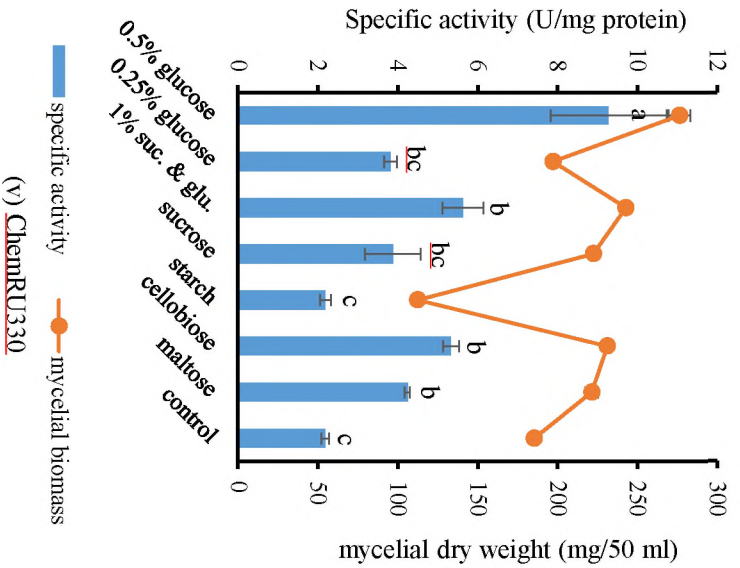 Specific activity (U/mg protein)
0 2 4 6 8 10 12
0.5% glucose
0.25% glucose
1% suc. & glu.
sucrose
starch
cellobiose
maltose
control
a
bc
b
bc
c
b
b
c
0 50 100 150 200 250 300
mycelial dry weight (mg/50 ml)
specific activity
mycelial biomass
(v) ChemRU330